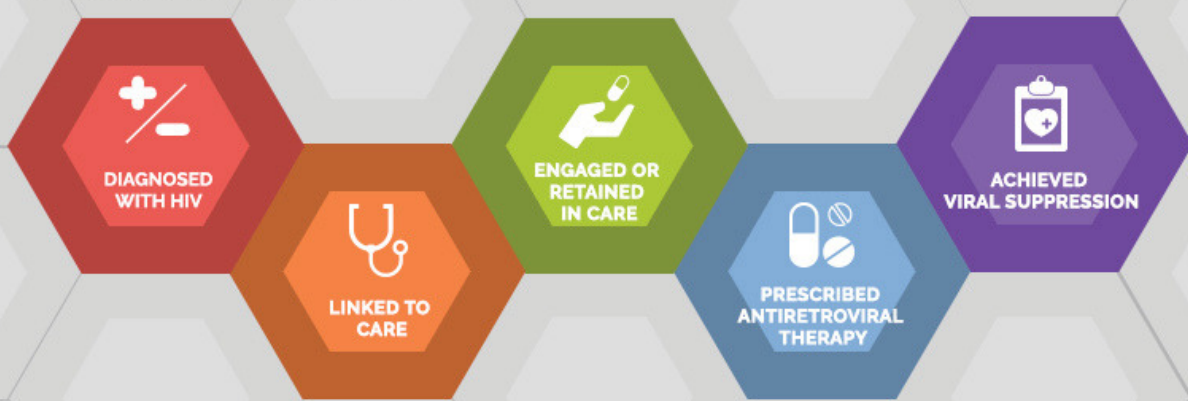 DIAGNOSED
WITH HIV
LINKED TO
CARE
ENGAGED OR
RETAINED
IN CARE
PRESCRIBED
ANTIRETROVIRAL
THERAPY
ACHIEVED
VIRAL SUPPRESSION